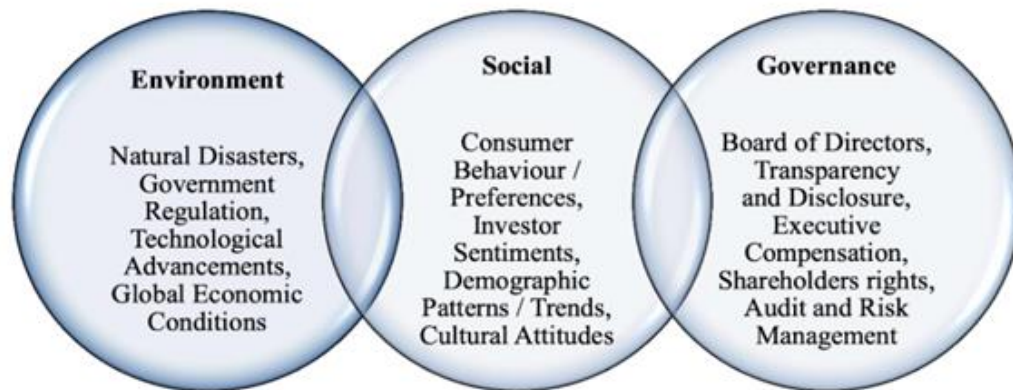 Environment
Natural Disasters,
Government
Regulation,
Technological
Advancements,
Global Economic
Conditions
Social
Consumer
Behaviour /
Preferences,
Investor
Sentiments,
Demographic
Patterns / Trends,
Cultural Attitudes
Governance
Board of Directors,
Transparency
and Disclosure,
Executive
Compensation,
Shareholders rights,
Audit and Risk
Management